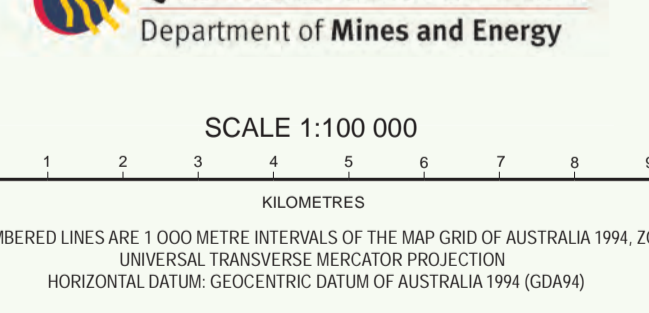 Department of Mines and Energy
SCALE 1:100 000
1 2 3 4 5 6 7 8 9
KILOMETRES
MBERED LINES ARE 1 OOO METRE INTERVALS OF THE MAP GRID OF AUSTRALIA 1994,
UNIVERSAL TRANSVERSE MERCATOR PROJECTION
HORIZONTAL DATUM: GEOCENTRIC DATUM OF AUSTRALIA 1994 (GDA94)